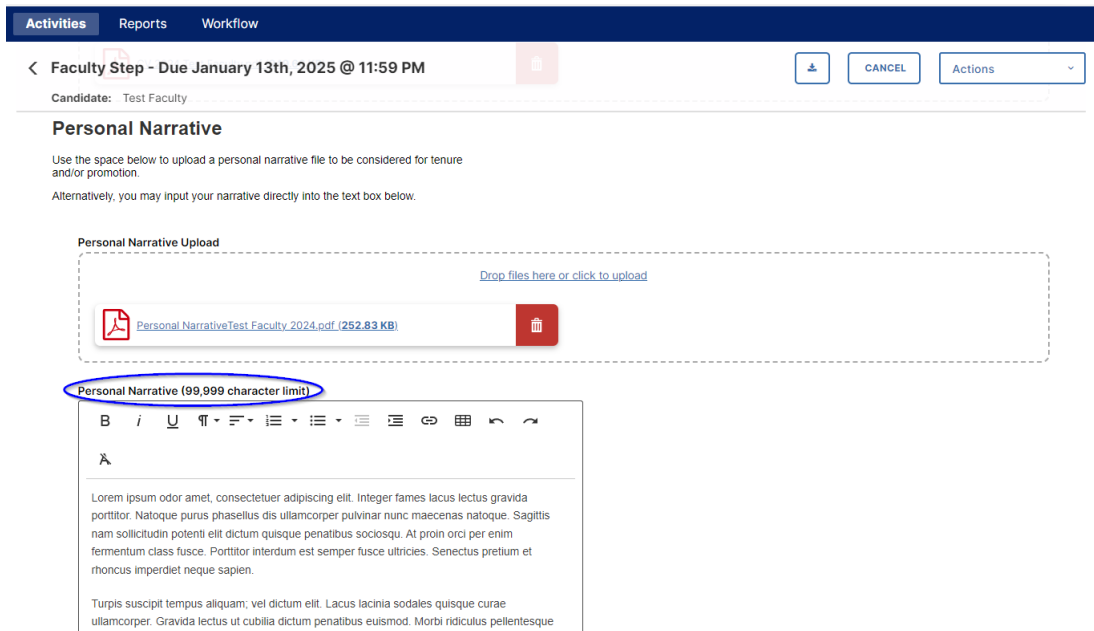 Activities Reports Workflow
Faculty Step - Due January 13th, 2025 @ 11:59 PM
CANCEL
Actions
Candidate: Test Faculty
Personal Narrative
Use the space below to upload a personal narrative file to be considered for tenure
and/or promotion.
Alternatively, you may input your narrative directly into the text box below.
Personal Narrative Upload
Drop files here or click to upload
Personal NarrativeTest Faculty 2024.pdf (252.83 KB)
Personal Narrative (99,999 character limit)
B i U ¶
A
Lorem ipsum odor amet, consectetuer adipiscing elit. Integer fames lacus lectus gravida
porttitor. Natoque purus phasellus dis ullamcorper pulvinar nunc maecenas natoque. Sagittis
nam sollicitudin potenti elit dictum quisque penatibus sociosqu. At proin orci per enim
fermentum class fusce. Porttitor interdum est semper fusce ultricies. Senectus pretium et
rhoncus imperdiet neque sapien.
Turpis suscipit tempus aliquam; vel dictum elit. Lacus lacinia sodales quisque curae
ullamcorper. Gravida lectus ut cubilia dictum penatibus euismod. Morbi ridiculus pellentesque